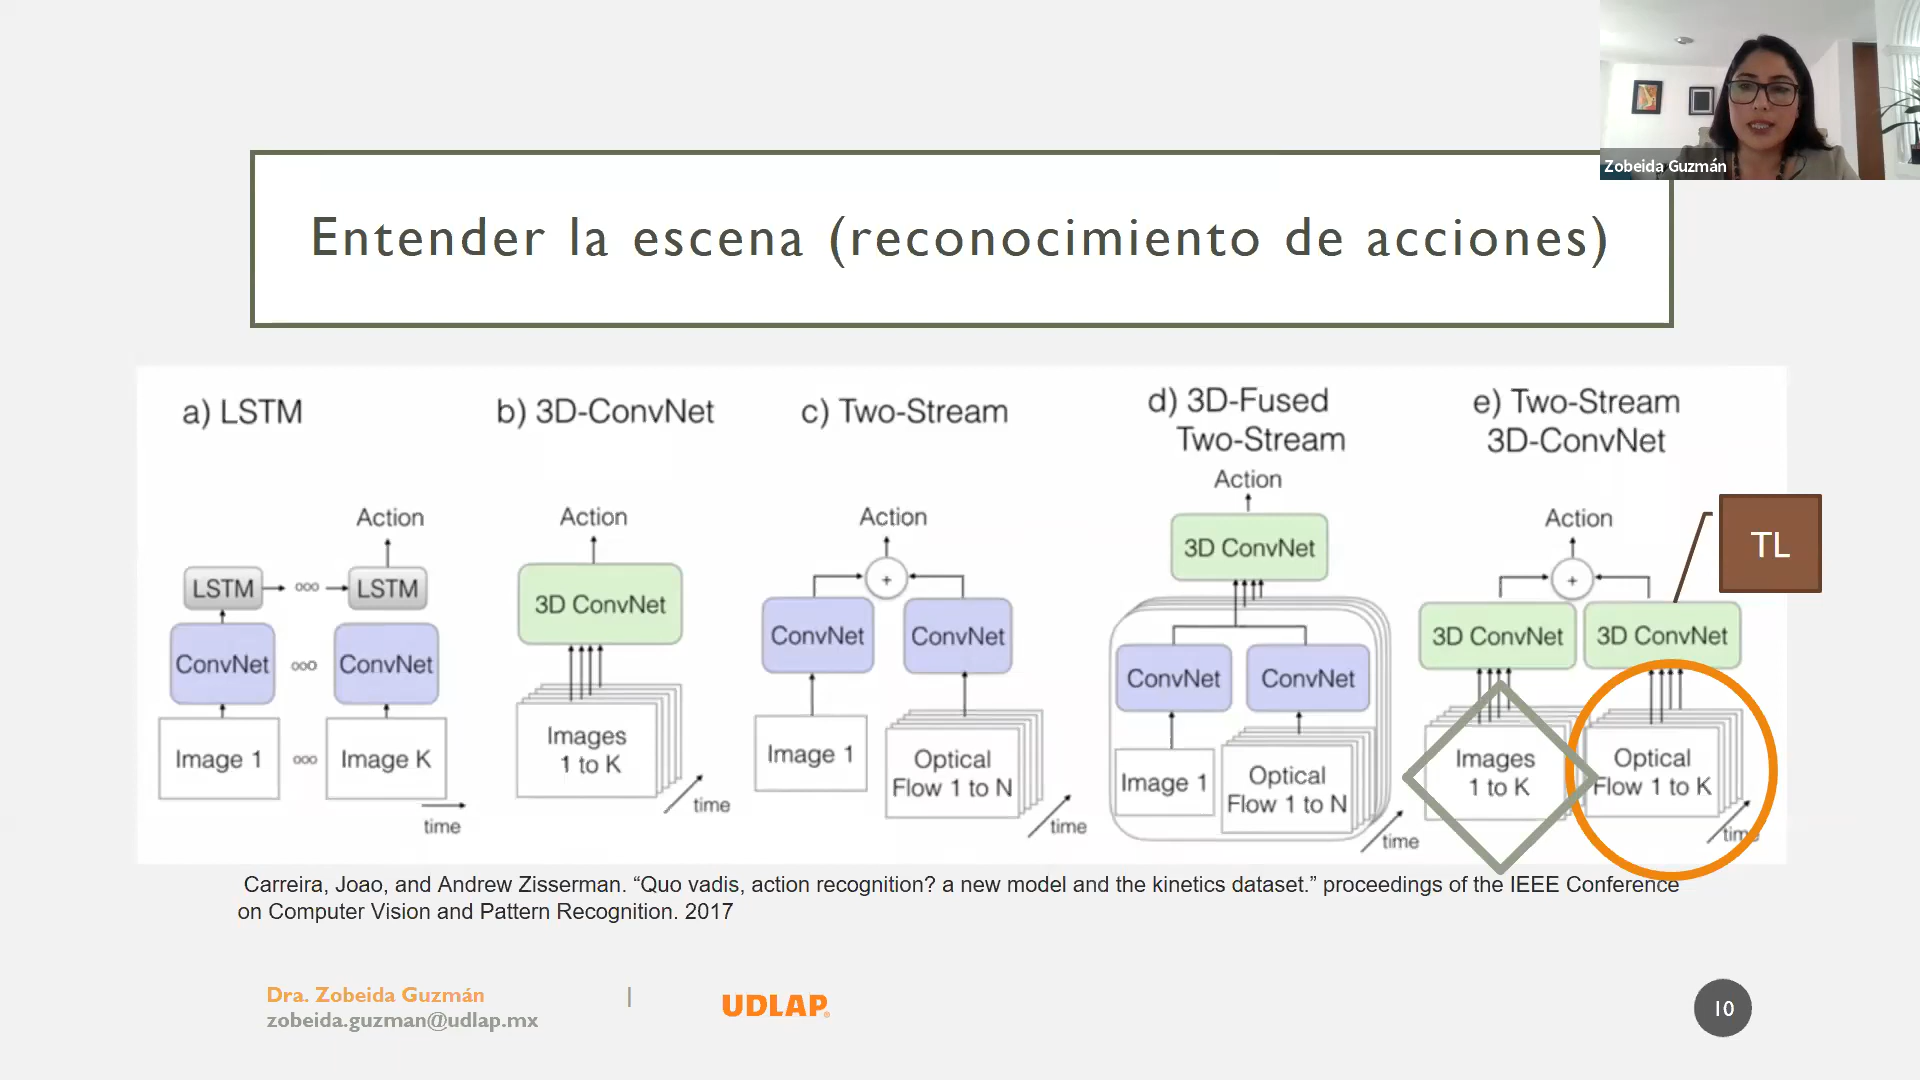 Zobeida Guzmán
Entender la escena (reconocimiento de acciones)
a) LSTM
Action
LSTM ooo LSTM
ConvNet ooo ConvNet
Image 1 ooo Image K
time
b) 3D-ConvNet
Action
3D ConvNet
Images
1 to K
time
c) Two-Stream
Action
+
ConvNet ConvNet
Image 1
Optical
Flow 1 to N
time
d) 3D-Fused
Two-Stream
Action
3D ConvNet
ConvNet ConvNet
Image 1
Optical
Flow 1 to N
time
e) Two-Stream
3D-ConvNet
Action
+
TL
3D ConvNet 3D ConvNet
Images
1 to K
Optical
Flow 1 to K
time
Carreira, Joao, and Andrew Zisserman. “Quo vadis, action recognition? a new model and the kinetics dataset.” proceedings of the IEEE Conference
on Computer Vision and Pattern Recognition. 2017
Dra. Zobeida Guzmán |
zobeida.guzman@udlap.mx
UDLAP®
10